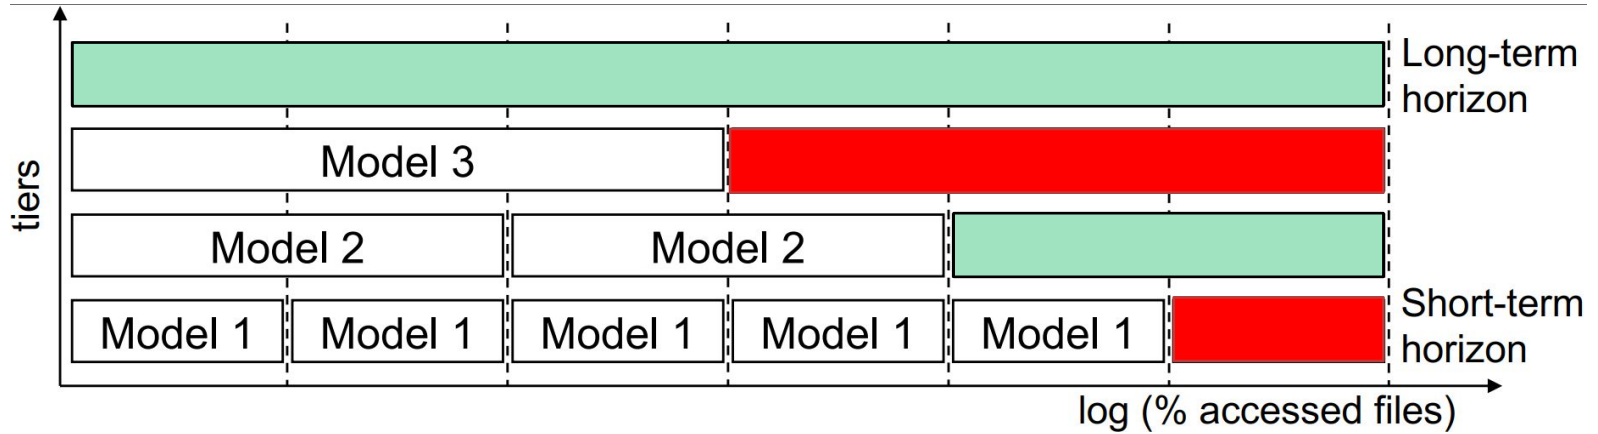 Long-term
horizon
Model 3
tiers
Model 2 Model 2
Short-term
horizon
Model 1 Model 1 Model 1 Model 1 Model 1
log (% accessed files)